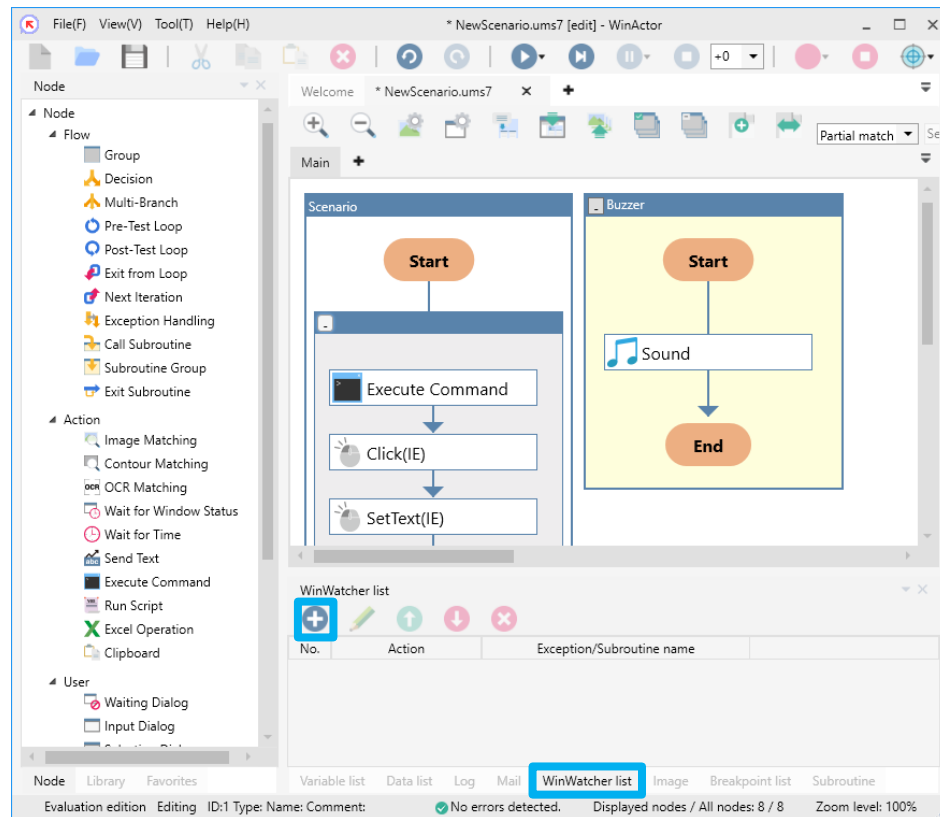 File(F) View(V) Tool(T) Help(H) * NewScenario.ums7 [edit] - WinActor
+0
Node
Welcome * NewScenario.ums7
Partial match
Main
Node
Flow
Group
Decision
Multi-Branch
Pre-Test Loop
Post-Test Loop
Exit from Loop
Next Iteration
Exception Handling
Call Subroutine
Subroutine Group
Exit Subroutine
Action
Image Matching
Contour Matching
OCR Matching
Wait for Window Status
Wait for Time
Send Text
Execute Command
Run Script
Excel Operation
Clipboard
User
Waiting Dialog
Input Dialog
Scenario
Start
Execute Command
Click(IE)
SetText(IE)
Buzzer
Start
Sound
End
WinWatcher list
No. Action Exception/Subroutine name
Node Library Favorites
Variable list Data list Log Mail WinWatcher list Image Breakpoint list Subroutine
Evaluation edition Editing ID:1 Type: Name: Comment: No errors detected. Displayed nodes / All nodes: 8 / 8 Zoom level: 100%